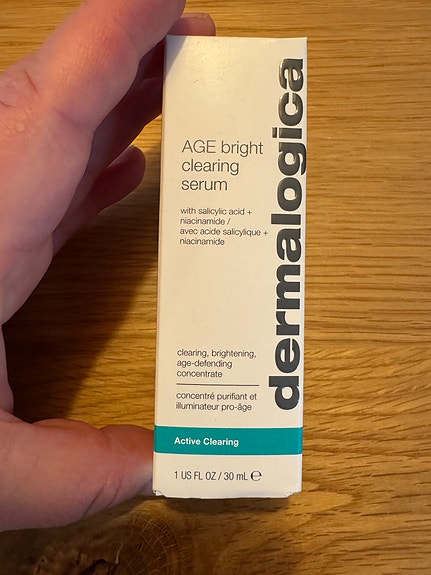 AGE bright
clearing
serum
with salicylic acid +
niacinamide /
avec acide salicylique +
niacinamide
dermalogica
clearing, brightening,
age-defending
concentrate
concentré purifiant et
illuminateur pro-âge
Active Clearing
1 US FL OZ / 30 mL ℮